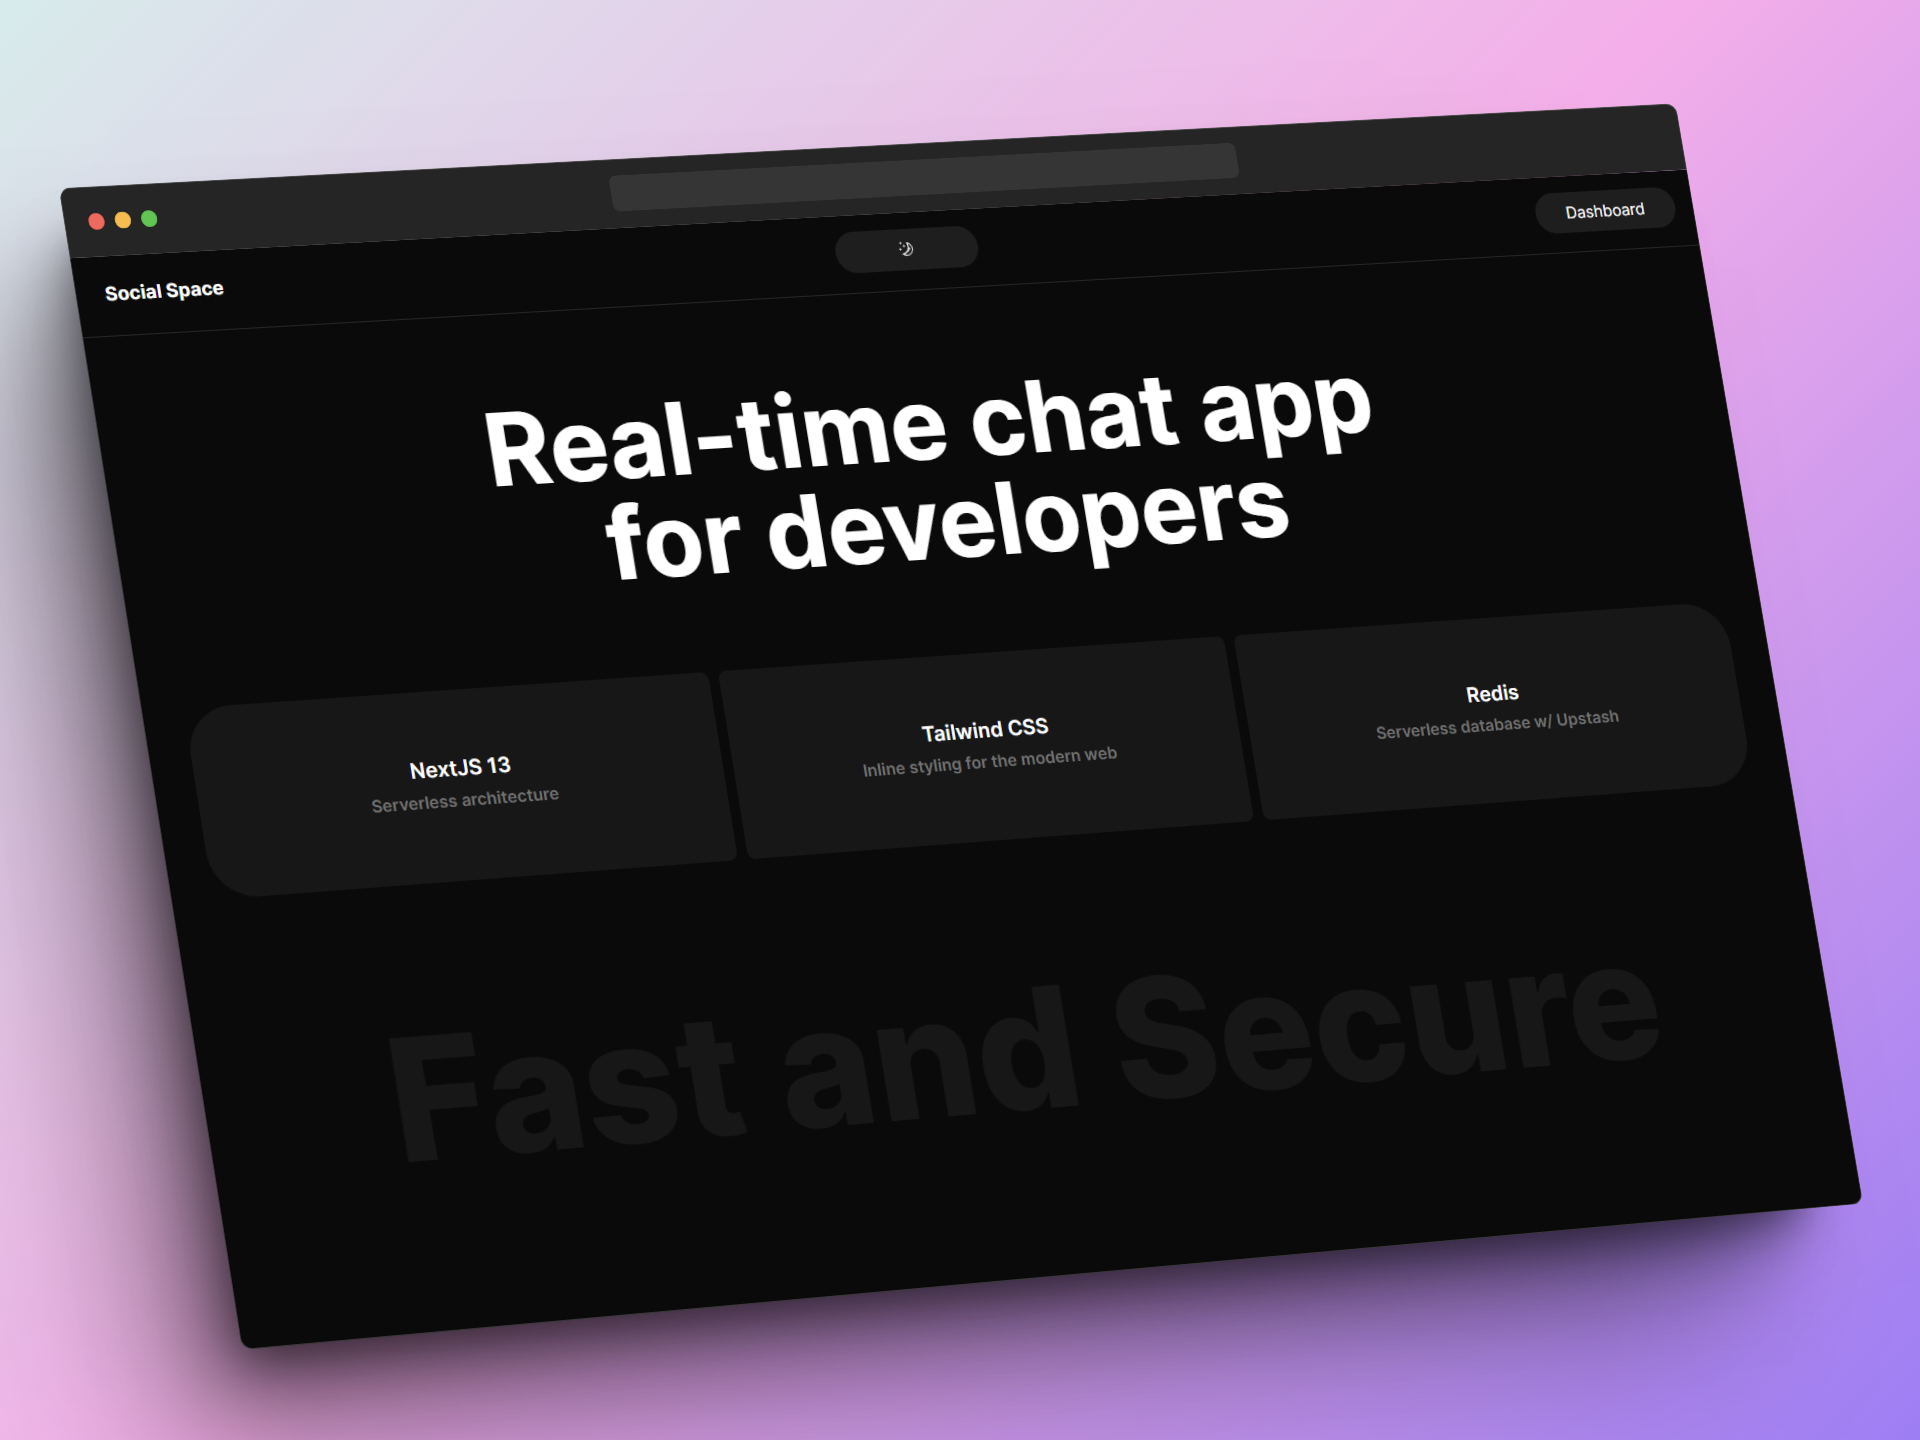 Social Space
Dashboard
Real-time chat app
for developers
NextJS 13
Serverless architecture
Tailwind CSS
Inline styling for the modern web
Redis
Serverless database w/ Upstash
Fast and Secure